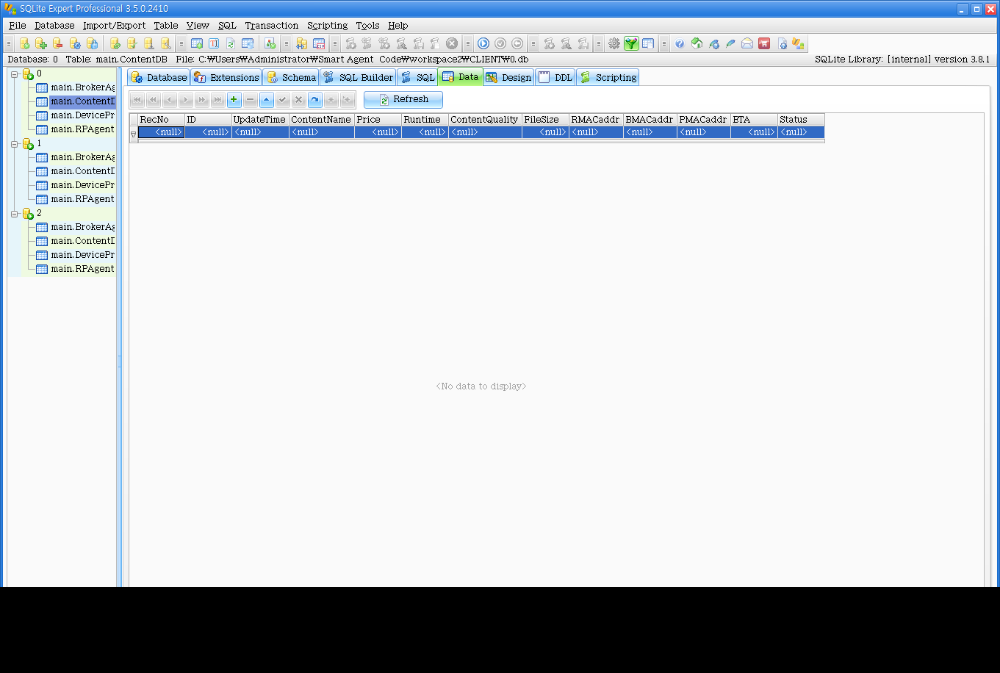 SQLite Expert Professional 3.5.0.2410
File Database Import/Export Table View SQL Transaction Scripting Tools Help
Database: 0 Table: main.ContentDB File: C:₩Users₩Administrator₩Smart Agent Code₩workspace2₩CLIENT₩0.db SQLite Library: [internal] version 3.8.1
0
main.BrokerAg
main.ContentD
main.DevicePr
main.RPAgent
1
main.BrokerAg
main.ContentD
main.DevicePr
main.RPAgent
2
main.BrokerAg
main.ContentD
main.DevicePr
main.RPAgent
Database Extensions Schema SQL Builder SQL Data Design DDL Scripting
Refresh
RecNo ID UpdateTime ContentName Price Runtime ContentQuality FileSize RMACaddr BMACaddr PMACaddr ETA Status
<null> <null> <null> <null> <null> <null> <null> <null> <null> <null> <null> <null> <null>
<No data to display>